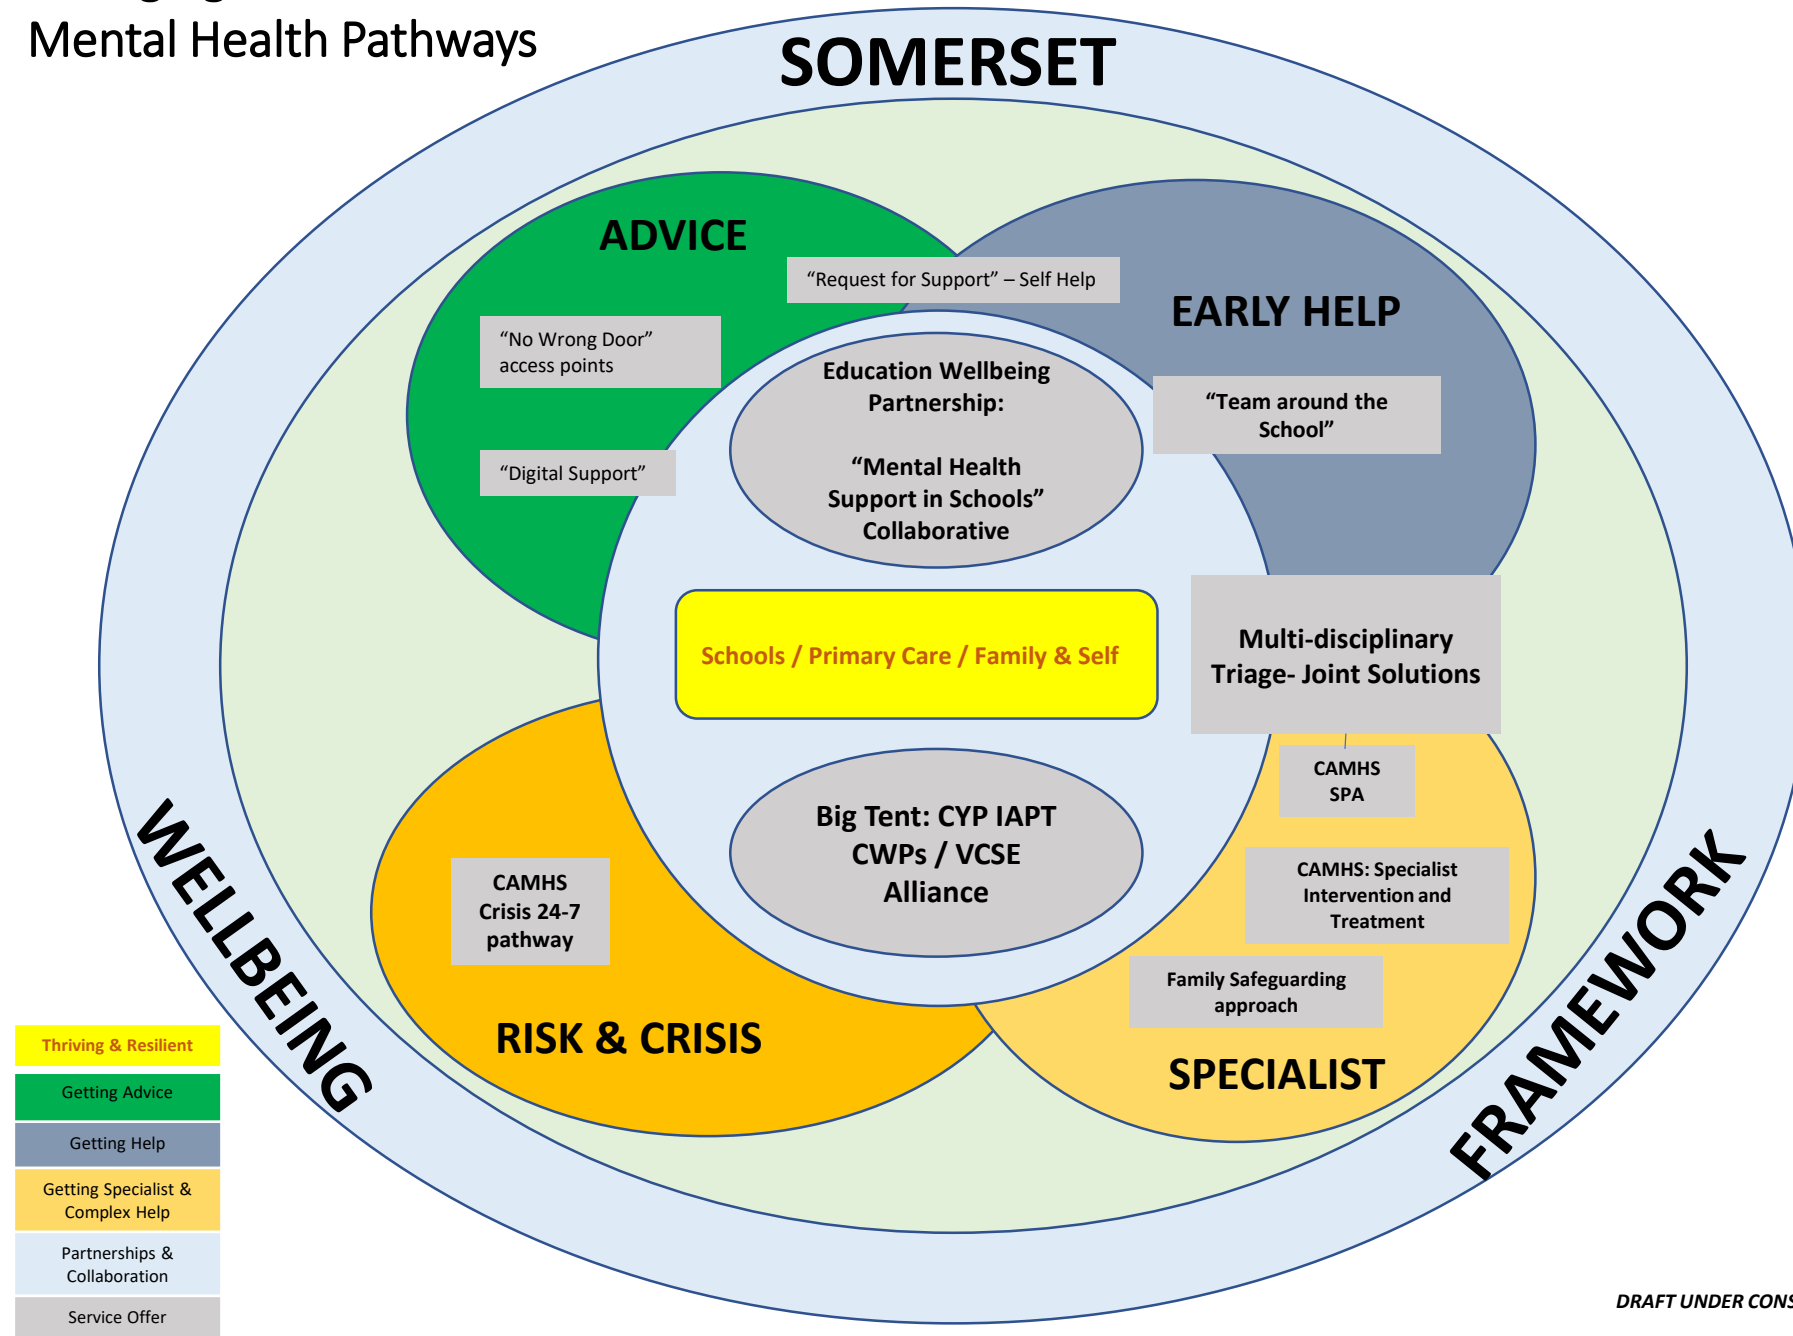 Mental Health Pathways
SOMERSET
ADVICE
“Request for Support” – Self Help
EARLY HELP
“No Wrong Door”
access points
Education Wellbeing
Partnership:
“Mental Health
Support in Schools”
Collaborative
“Team around the
School”
“Digital Support”
Schools / Primary Care / Family & Self
Multi-disciplinary
Triage- Joint Solutions
CAMHS
SPA
Big Tent: CYP IAPT
CWPs / VCSE
Alliance
CAMHS
Crisis 24-7
pathway
CAMHS: Specialist
Intervention and
Treatment
Family Safeguarding
approach
RISK & CRISIS
SPECIALIST
WELLBEING
FRAMEWORK
Thriving & Resilient
Getting Advice
Getting Help
Getting Specialist &
Complex Help
Partnerships &
Collaboration
Service Offer
DRAFT UNDER CONS